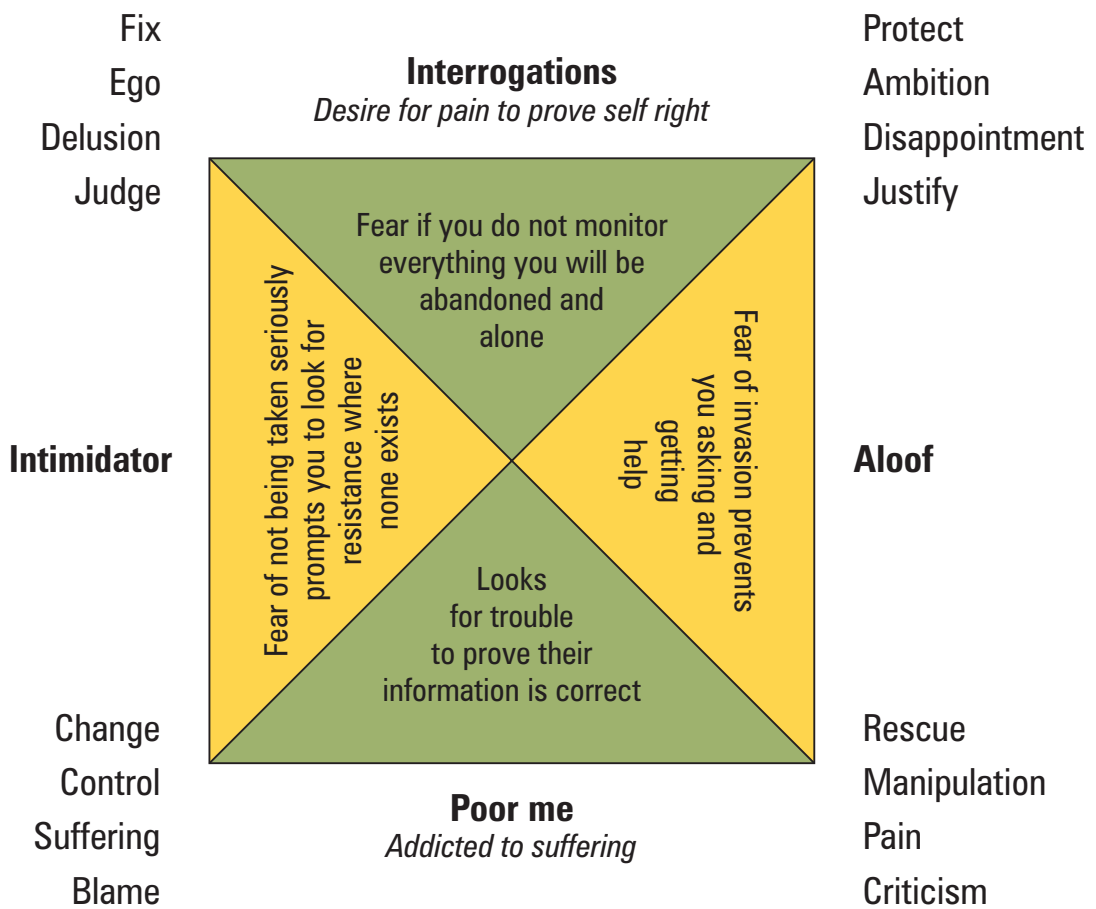 Fix
Ego
Delusion
Judge
Interrogations
Desire for pain to prove self right
Protect
Ambition
Disappointment
Justify
Fear if you do not monitor
everything you will be
abandoned and
alone
Intimidator
Fear of not being taken seriously
prompts you to look for
resistance where
none exists
Fear of invasion prevents
you asking and
getting
help
Aloof
Looks
for trouble
to prove their
information is correct
Change
Control
Suffering
Blame
Poor me
Addicted to suffering
Rescue
Manipulation
Pain
Criticism